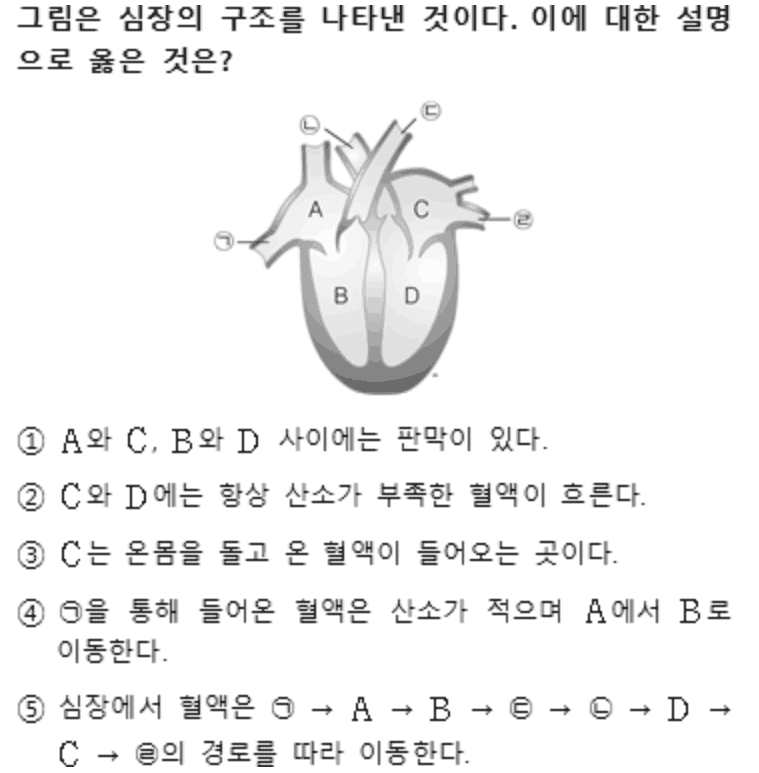 그림은 심장의 구조를 나타낸 것이다. 이에 대한 설명
으로 옳은 것은?
㉡
㉢
A
C
㉠
㉣
B
D
① A와 C, B와 D 사이에는 판막이 있다.
② C와 D에는 항상 산소가 부족한 혈액이 흐른다.
③ C는 온몸을 돌고 온 혈액이 들어오는 곳이다.
④ ㉠을 통해 들어온 혈액은 산소가 적으며 A에서 B로
이동한다.
⑤ 심장에서 혈액은 ㉠ → A → B → ㉢ → ㉡ → D →
C → ㉣의 경로를 따라 이동한다.